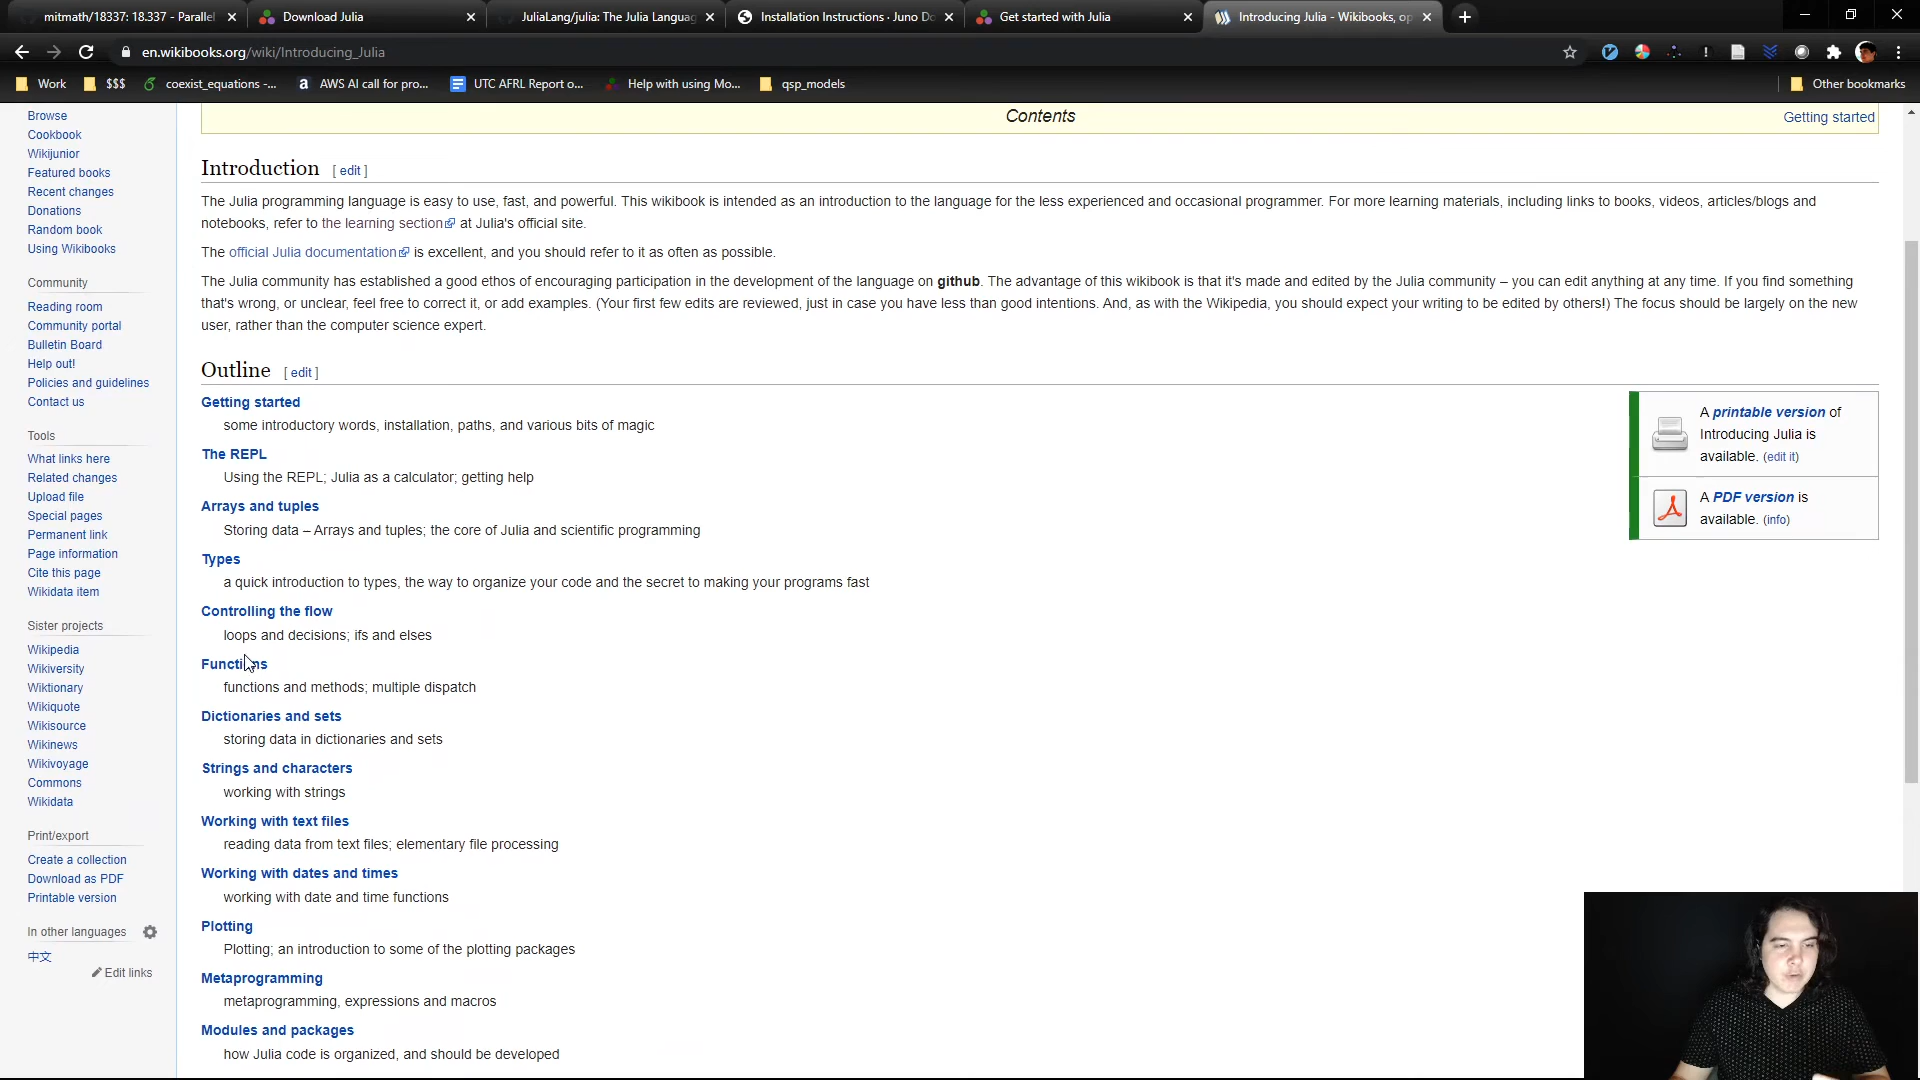 mitmath/18337: 18.337 - Parallel
Download Julia
JuliaLang/julia: The Julia Languag
Installation Instructions · Juno Do
Get started with Julia
Introducing Julia - Wikibooks, op
en.wikibooks.org/wiki/Introducing_Julia
Work
$$$
coexist_equations -...
AWS AI call for pro...
UTC AFRL Report o...
Help with using Mo...
qsp_models
Other bookmarks
Browse
Cookbook
Wikijunior
Featured books
Recent changes
Donations
Random book
Using Wikibooks
Community
Reading room
Community portal
Bulletin Board
Help out!
Policies and guidelines
Contact us
Tools
What links here
Related changes
Upload file
Special pages
Permanent link
Page information
Cite this page
Wikidata item
Sister projects
Wikipedia
Wikiversity
Wiktionary
Wikiquote
Wikisource
Wikinews
Wikivoyage
Commons
Wikidata
Print/export
Create a collection
Download as PDF
Printable version
In other languages
中文
Edit links
Contents
Getting started
Introduction [ edit ]
The Julia programming language is easy to use, fast, and powerful. This wikibook is intended as an introduction to the language for the less experienced and occasional programmer. For more learning materials, including links to books, videos, articles/blogs and
notebooks, refer to the learning section at Julia's official site.
The official Julia documentation is excellent, and you should refer to it as often as possible.
The Julia community has established a good ethos of encouraging participation in the development of the language on github. The advantage of this wikibook is that it's made and edited by the Julia community – you can edit anything at any time. If you find something
that's wrong, or unclear, feel free to correct it, or add examples. (Your first few edits are reviewed, just in case you have less than good intentions. And, as with the Wikipedia, you should expect your writing to be edited by others!) The focus should be largely on the new
user, rather than the computer science expert.
Outline [ edit ]
Getting started
some introductory words, installation, paths, and various bits of magic
The REPL
Using the REPL; Julia as a calculator; getting help
Arrays and tuples
Storing data – Arrays and tuples; the core of Julia and scientific programming
Types
a quick introduction to types, the way to organize your code and the secret to making your programs fast
Controlling the flow
loops and decisions; ifs and elses
Functions
functions and methods; multiple dispatch
Dictionaries and sets
storing data in dictionaries and sets
Strings and characters
working with strings
Working with text files
reading data from text files; elementary file processing
Working with dates and times
working with date and time functions
Plotting
Plotting; an introduction to some of the plotting packages
Metaprogramming
metaprogramming, expressions and macros
Modules and packages
how Julia code is organized, and should be developed
A printable version of
Introducing Julia is
available. (edit it)
A PDF version is
available. (info)